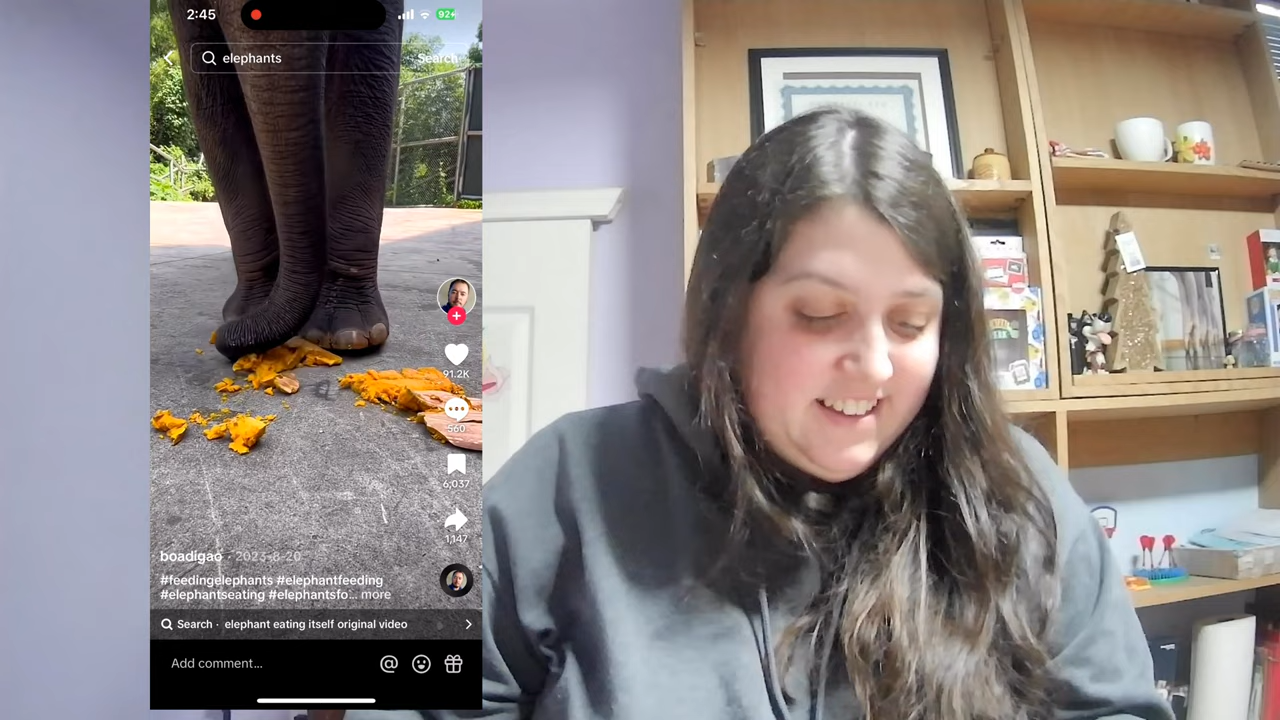 2:45
92
elephants
Search
91.2K
560
6,037
1,147
boadigao · 2023-8-20
#feedingelephants #elephantfeeding
#elephantseating #elephantsfo... more
Search · elephant eating itself original video
Add comment...